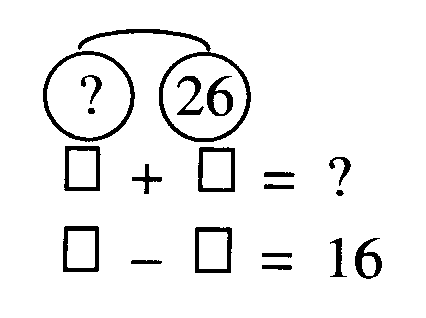 ? 26
□ + □ = ?
□ − □ = 16